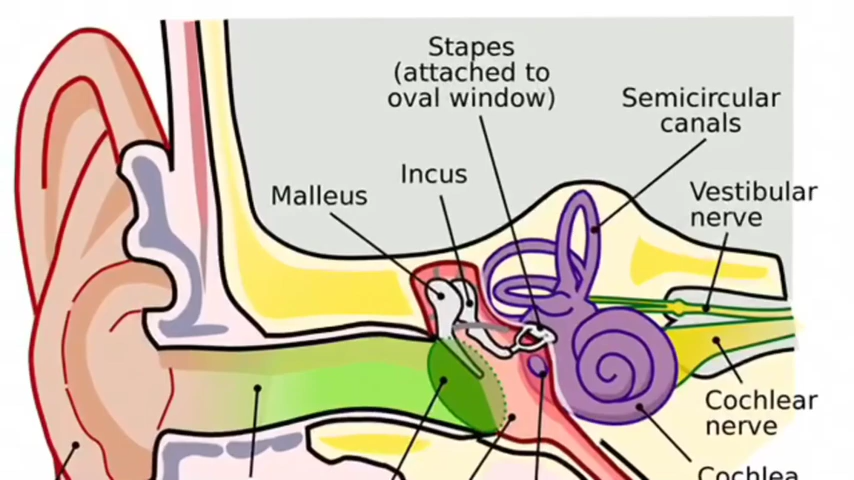 Stapes
(attached to
oval window)
Semicircular
canals
Incus
Malleus
Vestibular
nerve
Cochlear
nerve
Cochlea